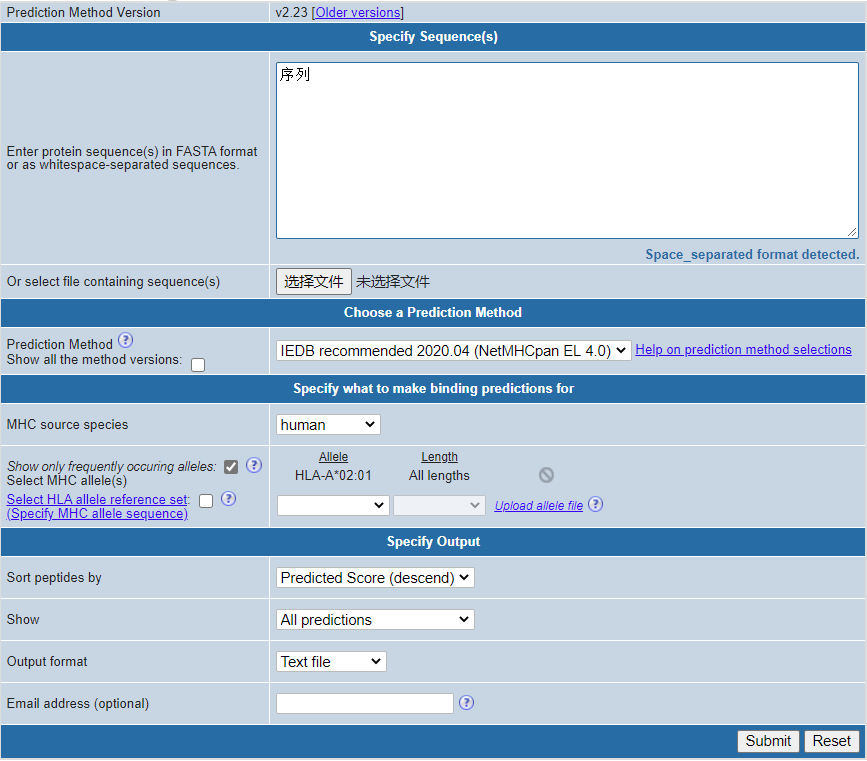 Prediction Method Version
v2.23 [Older versions]
Specify Sequence(s)
序列
Enter protein sequence(s) in FASTA format
or as whitespace-separated sequences.
Space_separated format detected.
Or select file containing sequence(s)
选择文件 未选择文件
Choose a Prediction Method
Prediction Method ?
Show all the method versions:
IEDB recommended 2020.04 (NetMHCpan EL 4.0) Help on prediction method selections
Specify what to make binding predictions for
MHC source species
human
Show only frequently occuring alleles: ?
Select MHC allele(s)
Select HLA allele reference set: ?
(Specify MHC allele sequence)
Allele Length
HLA-A*02:01 All lengths
Upload allele file ?
Specify Output
Sort peptides by
Predicted Score (descend)
Show
All predictions
Output format
Text file
Email address (optional)
?
Submit Reset